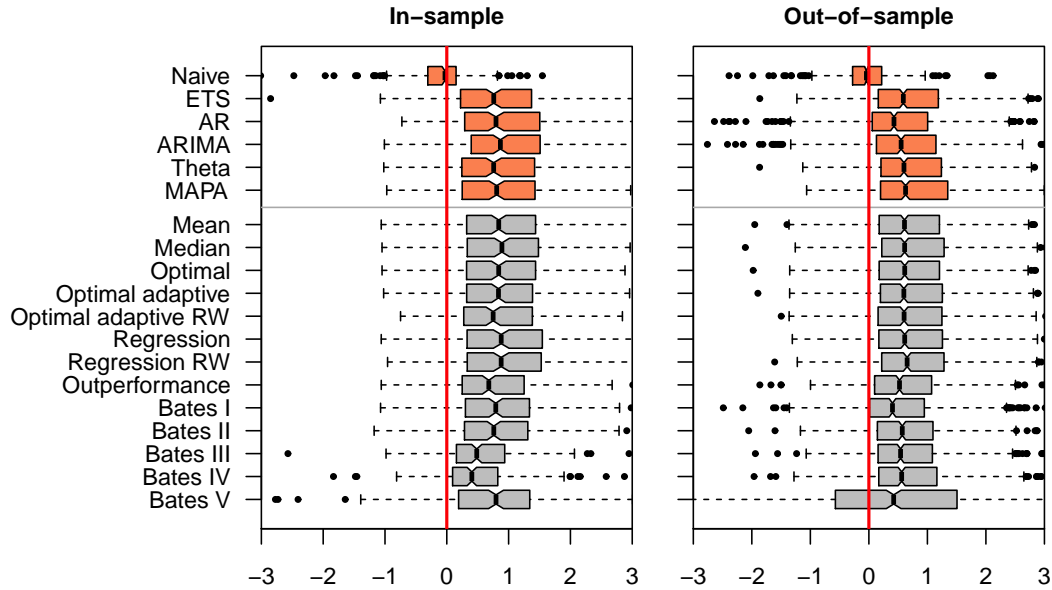 In−sample
Out−of−sample
Naive
ETS
AR
ARIMA
Theta
MAPA
Mean
Median
Optimal
Optimal adaptive
Optimal adaptive RW
Regression
Regression RW
Outperformance
Bates I
Bates II
Bates III
Bates IV
Bates V
−3 −2 −1 0 1 2 3
−3 −2 −1 0 1 2 3